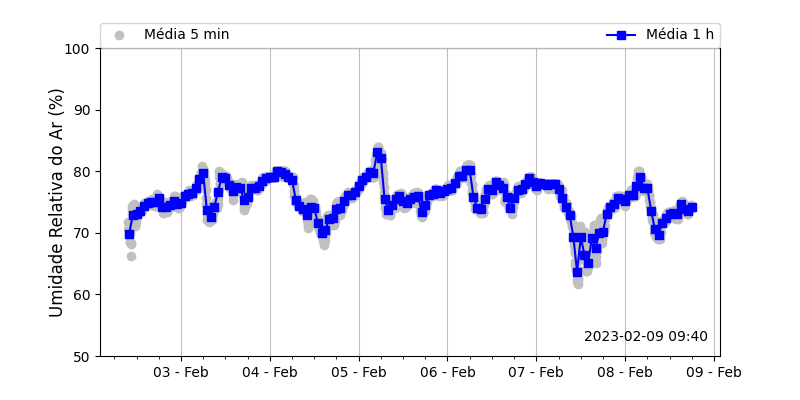 Média 5 min Média 1 h
Umidade Relativa do Ar (%)
100
90
80
70
60
50
2023-02-09 09:40
03 - Feb 04 - Feb 05 - Feb 06 - Feb 07 - Feb 08 - Feb 09 - Feb